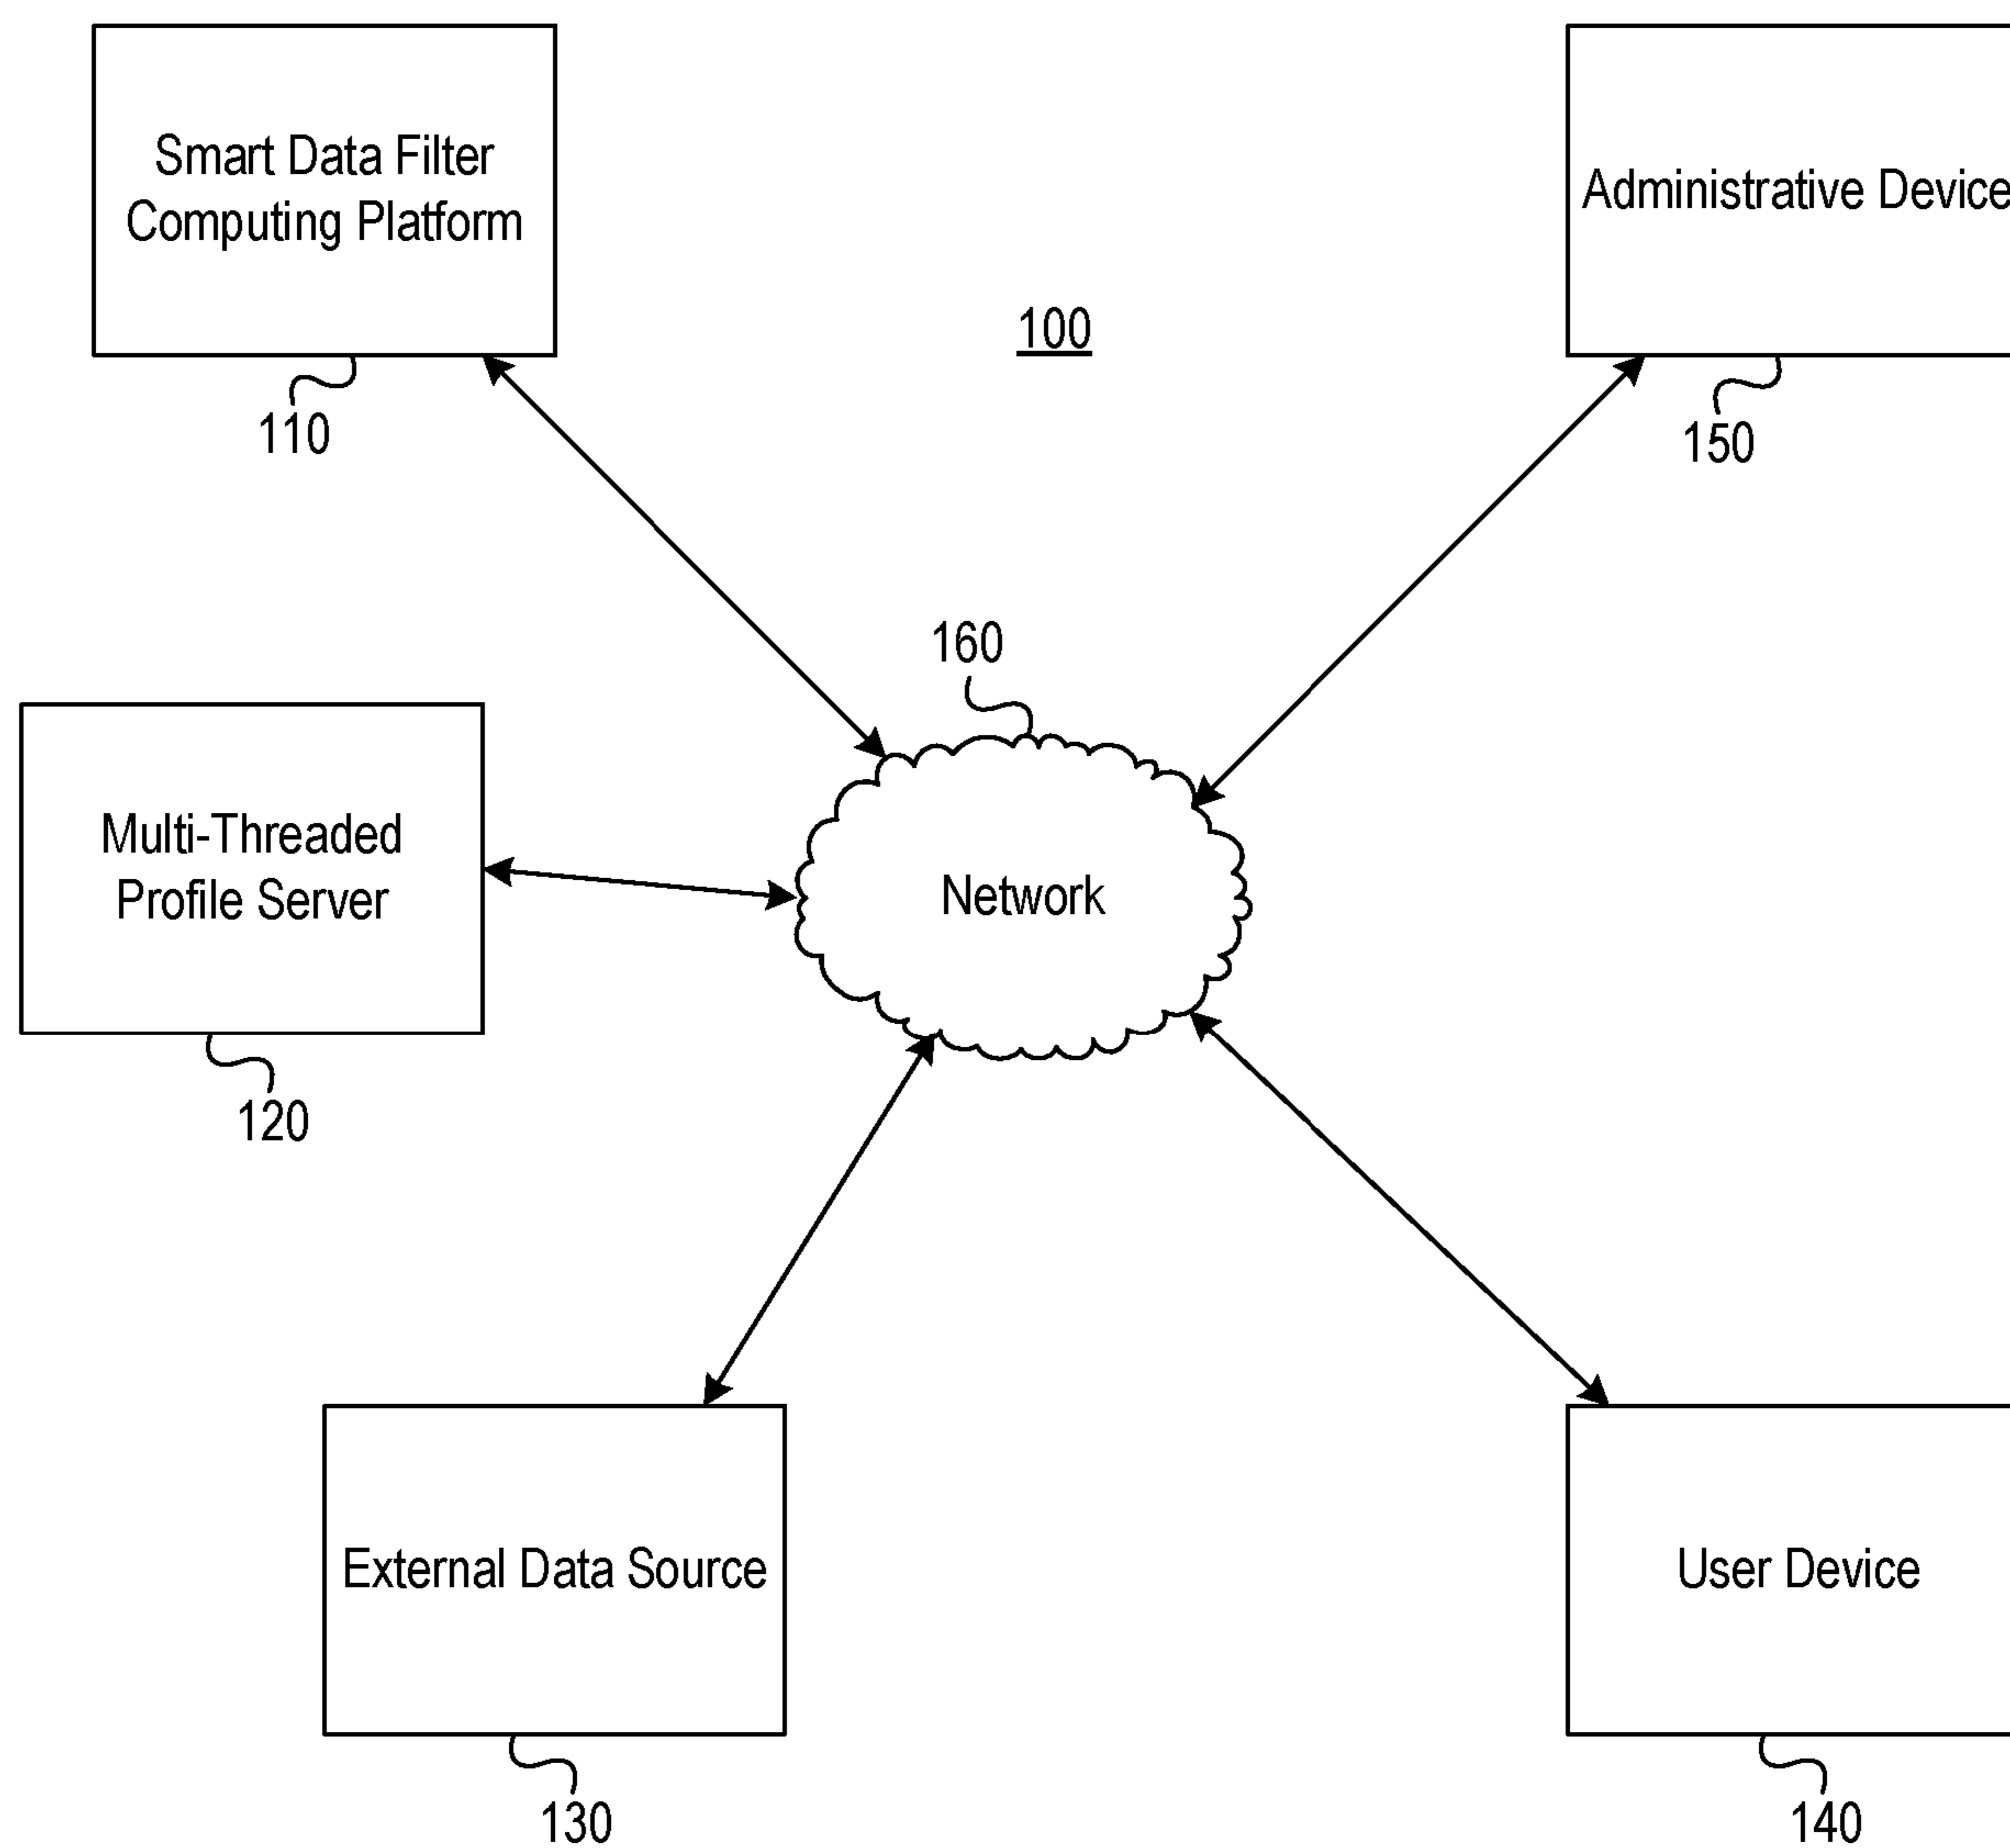 Smart Data Filter
Computing Platform
110
100
Administrative Device
150
160
Multi-Threaded
Profile Server
120
Network
External Data Source
130
User Device
140